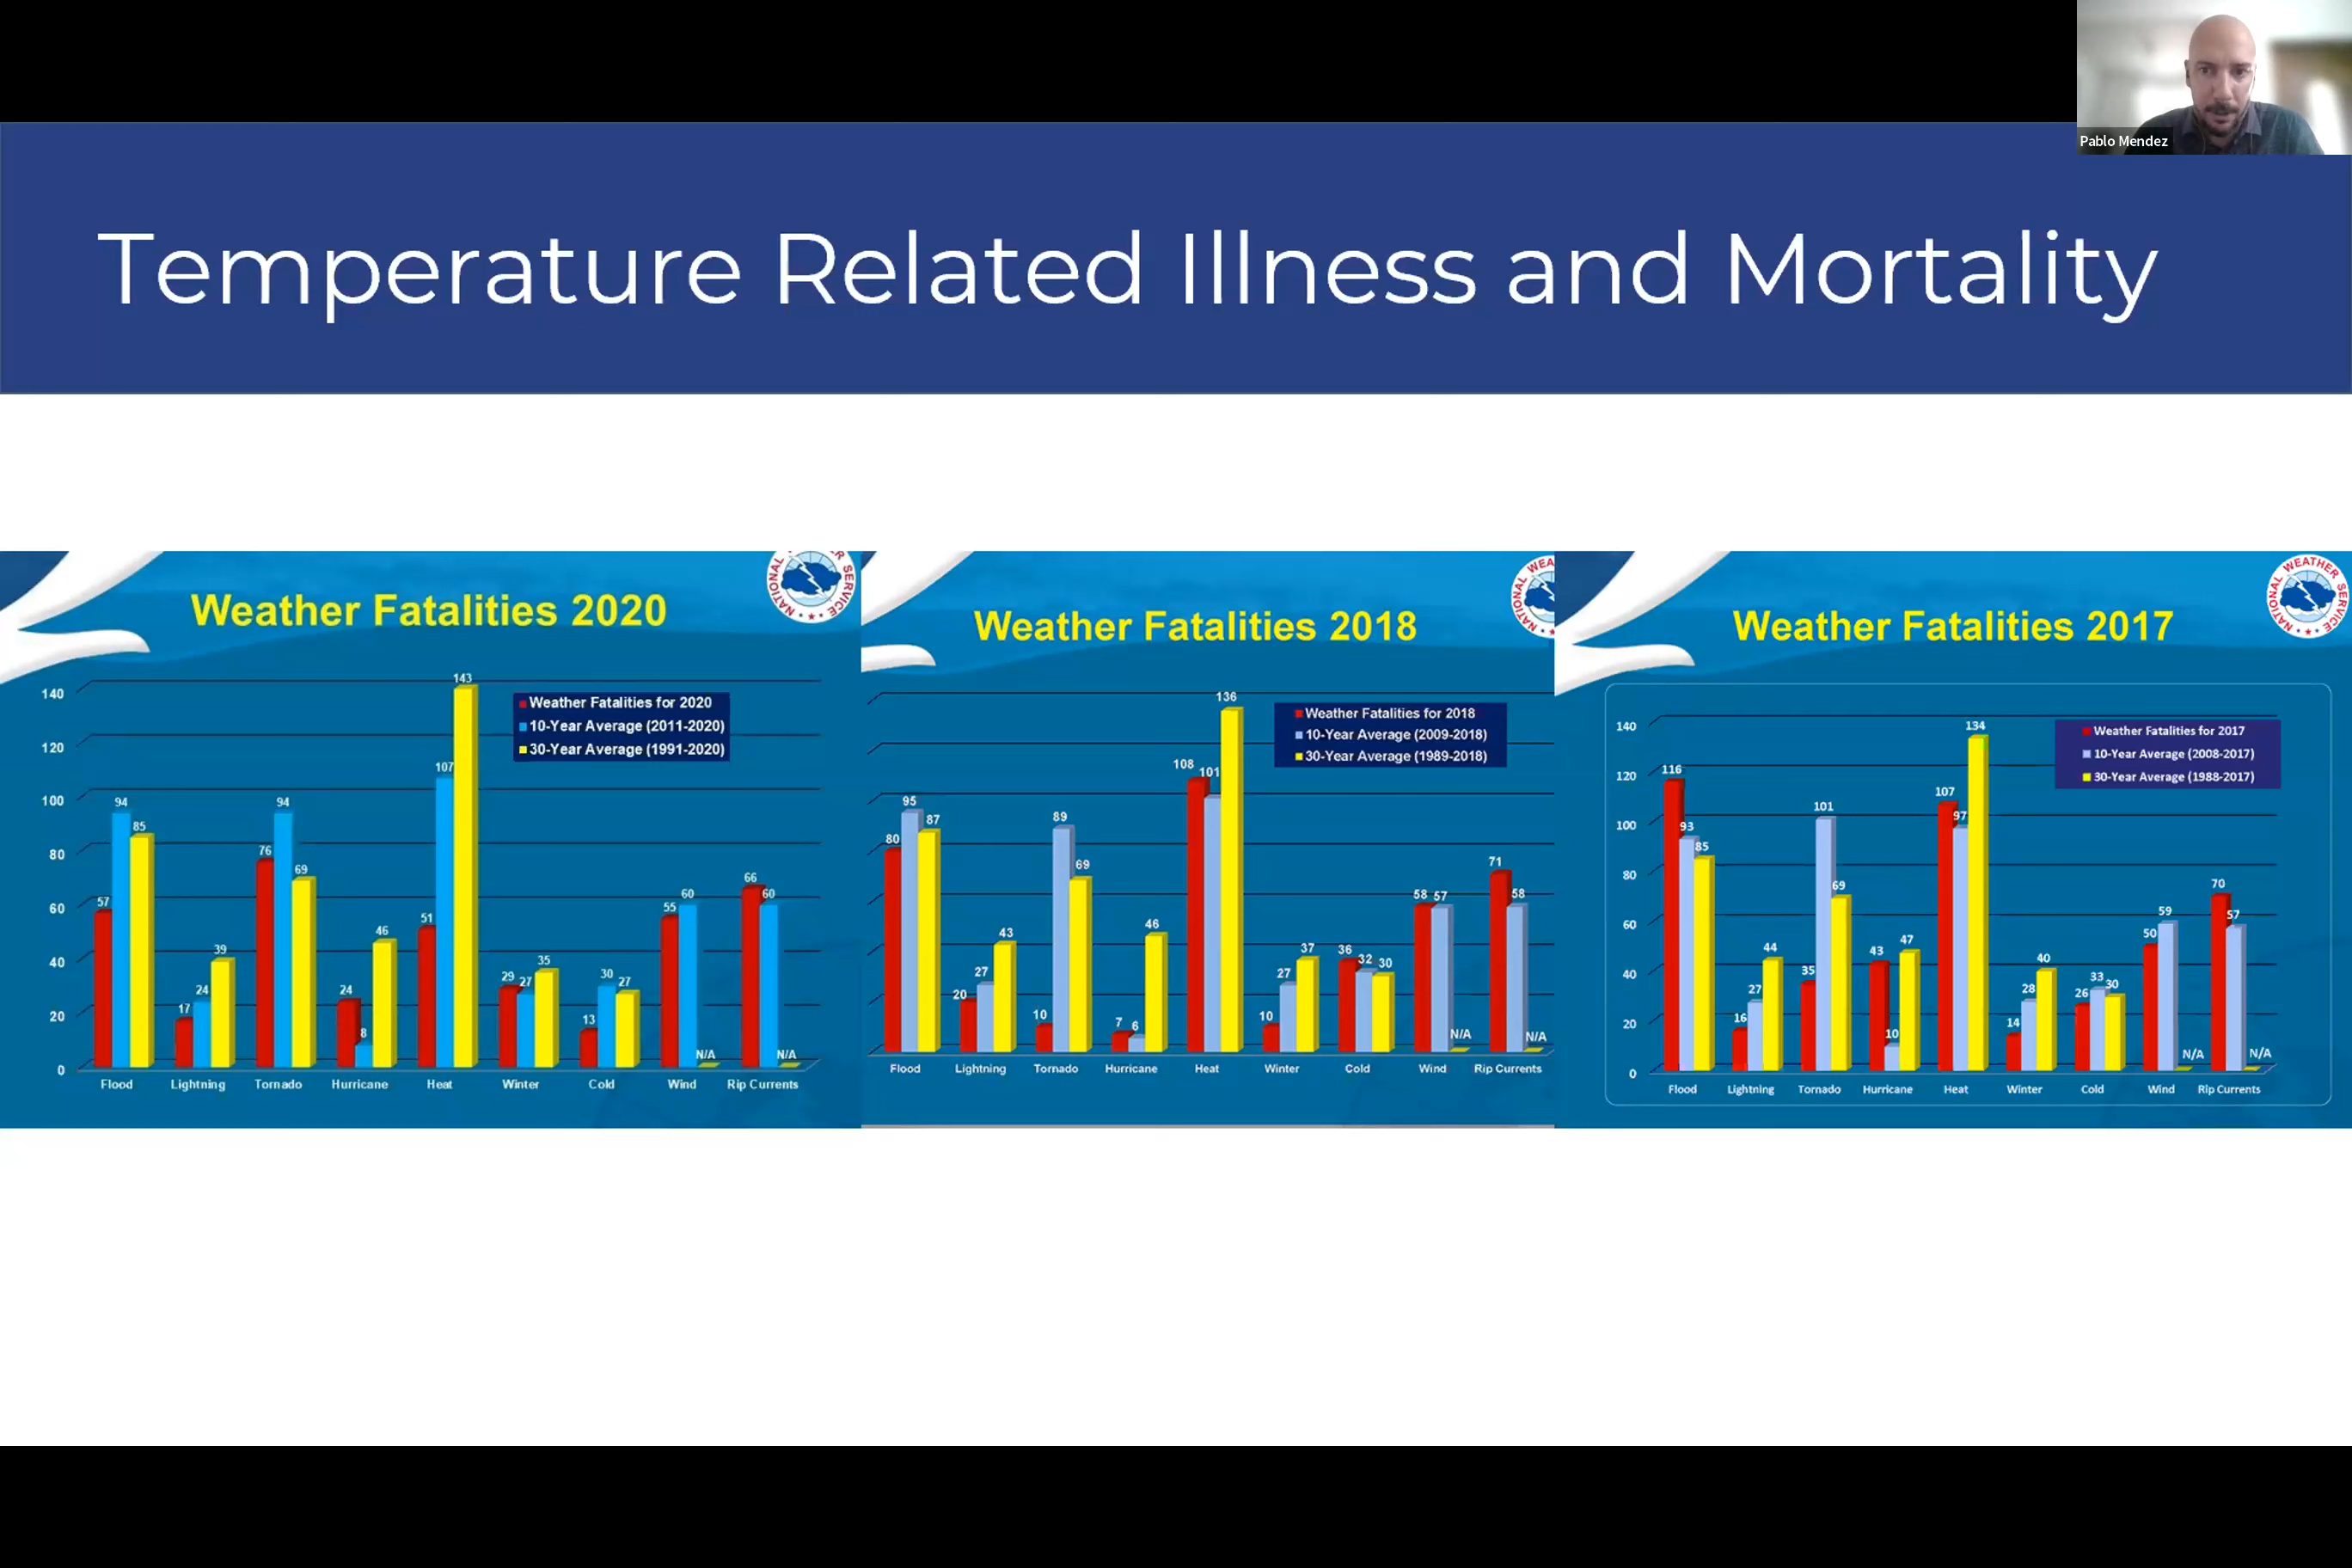 Pablo Mendez
Temperature Related Illness and Mortality
Weather Fatalities 2020
NATIONAL SERVICE
143
140
120
100
80
60
40
20
0
Weather Fatalities for 2020
10-Year Average (2011-2020)
30-Year Average (1991-2020)
57 94 85
17 24 39
76 94 69
24 8 46
51 107
29 27 35
13 30 27
55 60 N/A
66 60 N/A
Flood Lightning Tornado Hurricane Heat Winter Cold Wind Rip Currents
Weather Fatalities 2018
NATIONAL WEA
Weather Fatalities for 2018
10-Year Average (2009-2018)
30-Year Average (1989-2018)
80 95 87
20 27 43
10 89 69
7 6 46
108 101 136
10 27 37
36 32 30
58 57 N/A
71 58 N/A
Flood Lightning Tornado Hurricane Heat Winter Cold Wind Rip Currents
Weather Fatalities 2017
NATIONAL WEATHER SERVICE
140
120
100
80
60
40
20
0
Weather Fatalities for 2017
10-Year Average (2008-2017)
30-Year Average (1988-2017)
116 93 85
16 27 44
35 101 69
43 10 47
107 97 134
14 28 40
26 33 30
50 59 N/A
70 57 N/A
Flood Lightning Tornado Hurricane Heat Winter Cold Wind Rip Currents